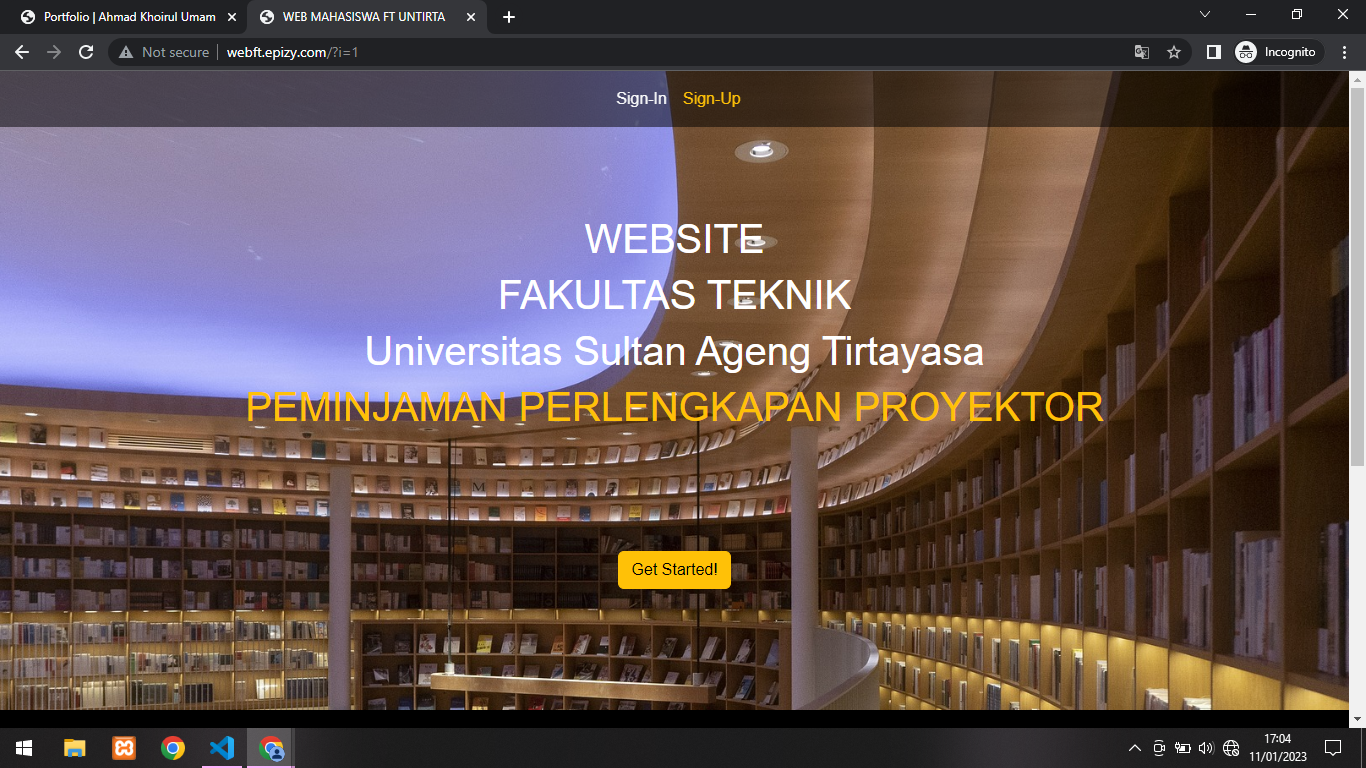 Portfolio | Ahmad Khoirul Umam
WEB MAHASISWA FT UNTIRTA
Not secure
webft.epizy.com/?i=1
Incognito
Sign-In
Sign-Up
WEBSITE
FAKULTAS TEKNIK
Universitas Sultan Ageng Tirtayasa
PEMINJAMAN PERLENGKAPAN PROYEKTOR
Get Started!
17:04
11/01/2023